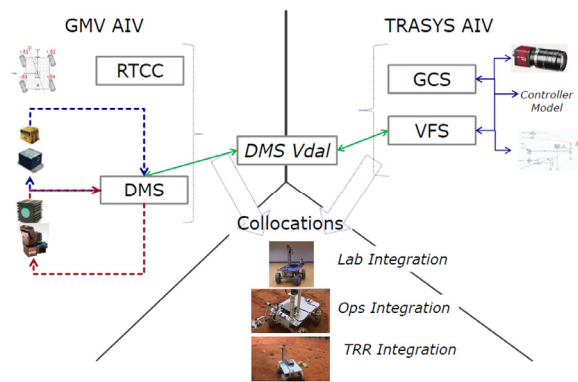 GMV AIV
TRASYS AIV
RTCC
GCS
Controller
Model
DMS Vdal
VFS
DMS
Collocations
Lab Integration
Ops Integration
TRR Integration